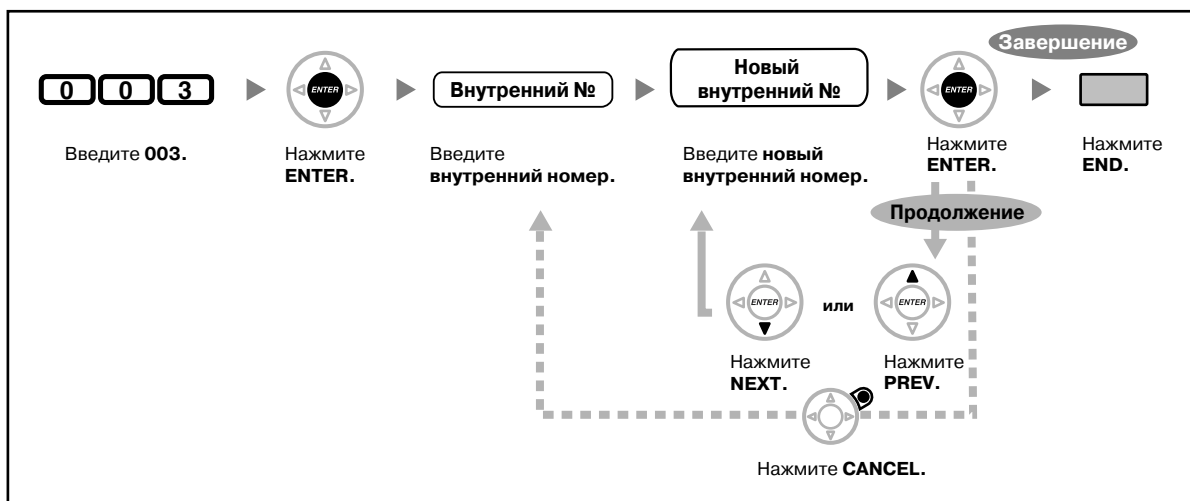 Завершение
0 0 3
ENTER
Внутренний №
Новый
внутренний №
ENTER
Введите 003.
Нажмите
ENTER.
Введите
внутренний номер.
Введите новый
внутренний номер.
Нажмите
ENTER.
Нажмите
END.
Продолжение
ENTER
или
ENTER
Нажмите
NEXT.
Нажмите
PREV.
Нажмите CANCEL.